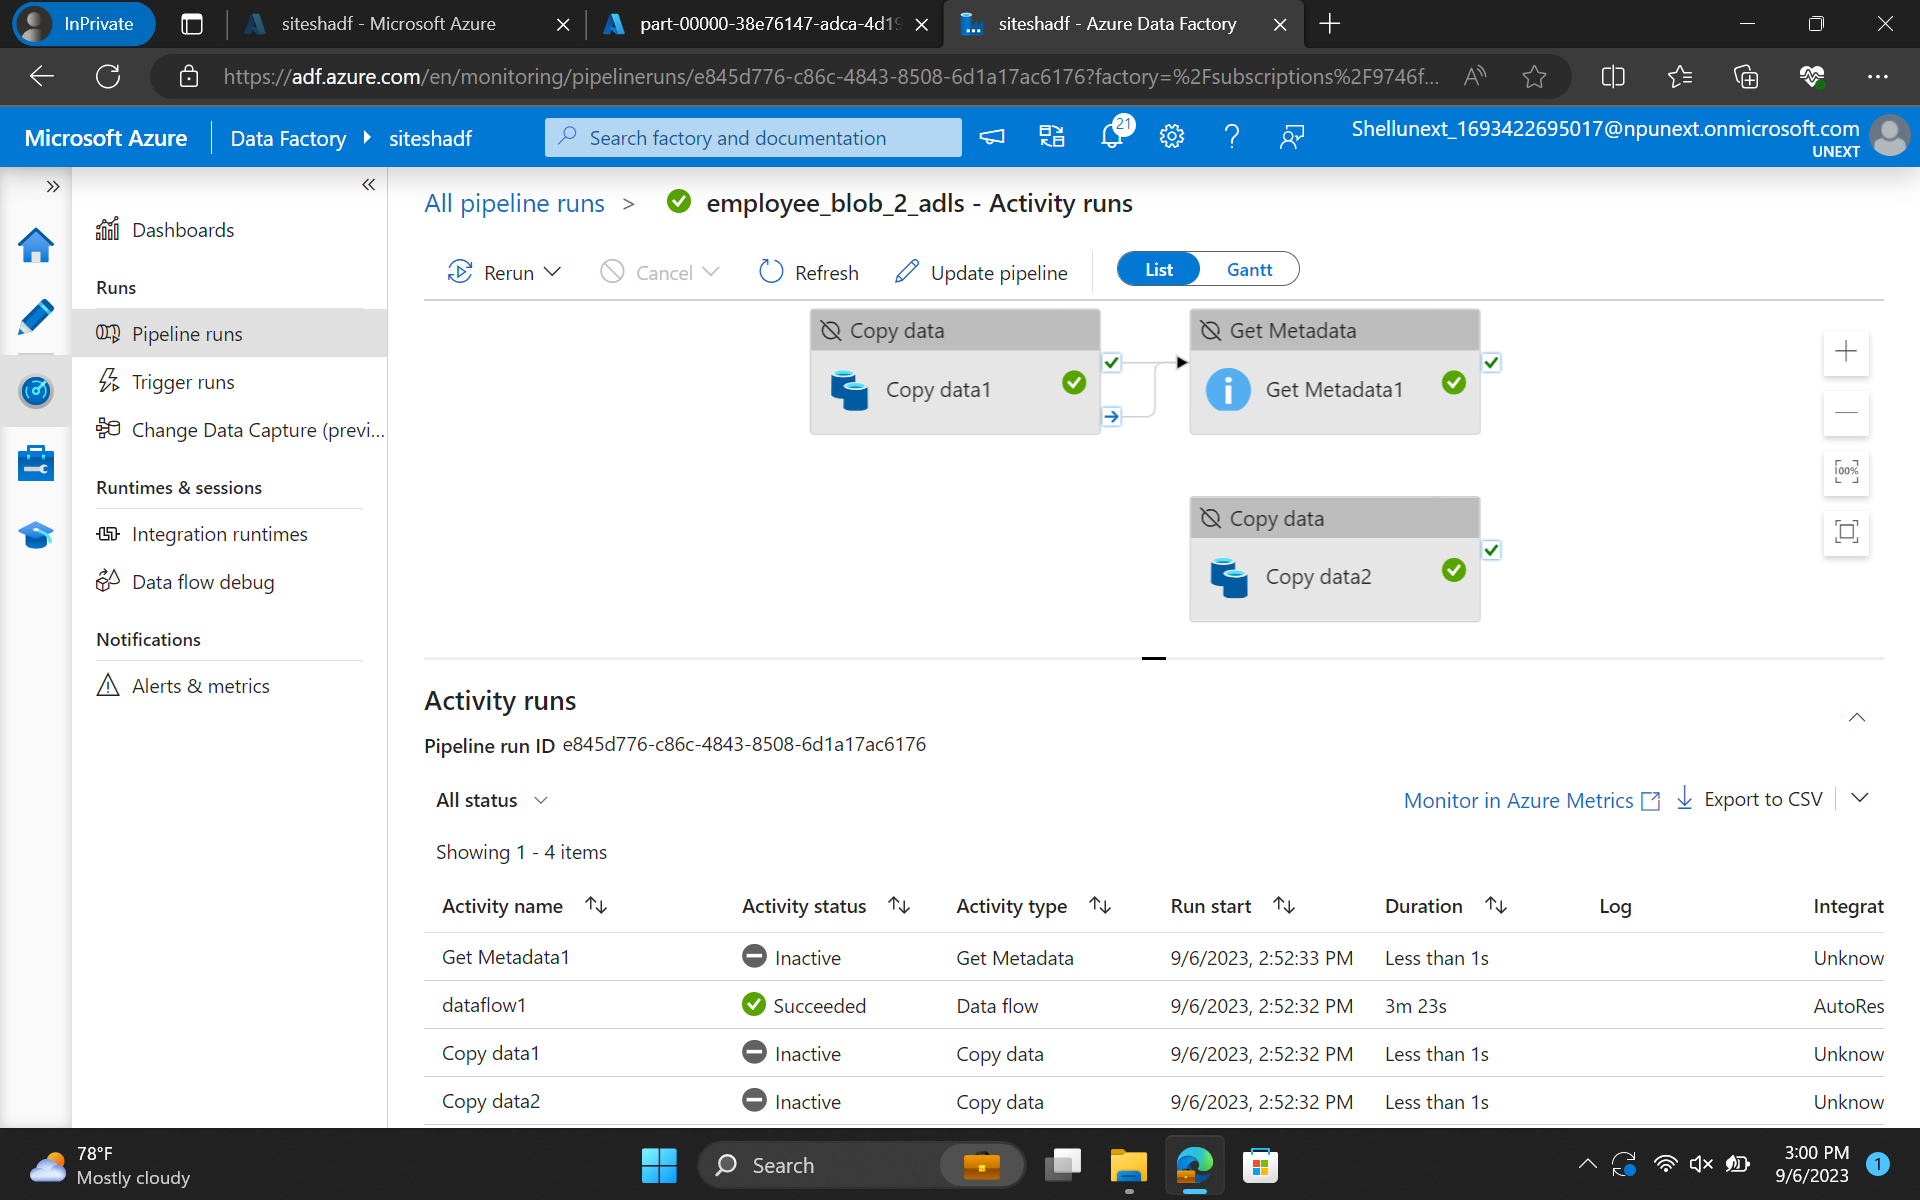 InPrivate
siteshadf - Microsoft Azure
part-00000-38e76147-adca-4d19
siteshadf - Azure Data Factory
https://adf.azure.com/en/monitoring/pipelineruns/e845d776-c86c-4843-8508-6d1a17ac6176?factory=%2Fsubscriptions%2F9746f...
Microsoft Azure
Data Factory
siteshadf
Search factory and documentation
21
Shellunext_1693422695017@npunext.onmicrosoft.com
UNEXT
Dashboards
Runs
Pipeline runs
Trigger runs
Change Data Capture (previ...
Runtimes & sessions
Integration runtimes
Data flow debug
Notifications
Alerts & metrics
All pipeline runs > employee_blob_2_adls - Activity runs
Rerun
Cancel
Refresh
Update pipeline
List
Gantt
Copy data
Copy data1
Get Metadata
Get Metadata1
Copy data
Copy data2
100%
Activity runs
Pipeline run ID e845d776-c86c-4843-8508-6d1a17ac6176
All status
Monitor in Azure Metrics
Export to CSV
Showing 1 - 4 items
Activity name Activity status Activity type Run start Duration Log Integrat
Get Metadata1 Inactive Get Metadata 9/6/2023, 2:52:33 PM Less than 1s Unknow
dataflow1 Succeeded Data flow 9/6/2023, 2:52:32 PM 3m 23s AutoRes
Copy data1 Inactive Copy data 9/6/2023, 2:52:32 PM Less than 1s Unknow
Copy data2 Inactive Copy data 9/6/2023, 2:52:32 PM Less than 1s Unknow
78°F
Mostly cloudy
Search
3:00 PM
9/6/2023
1